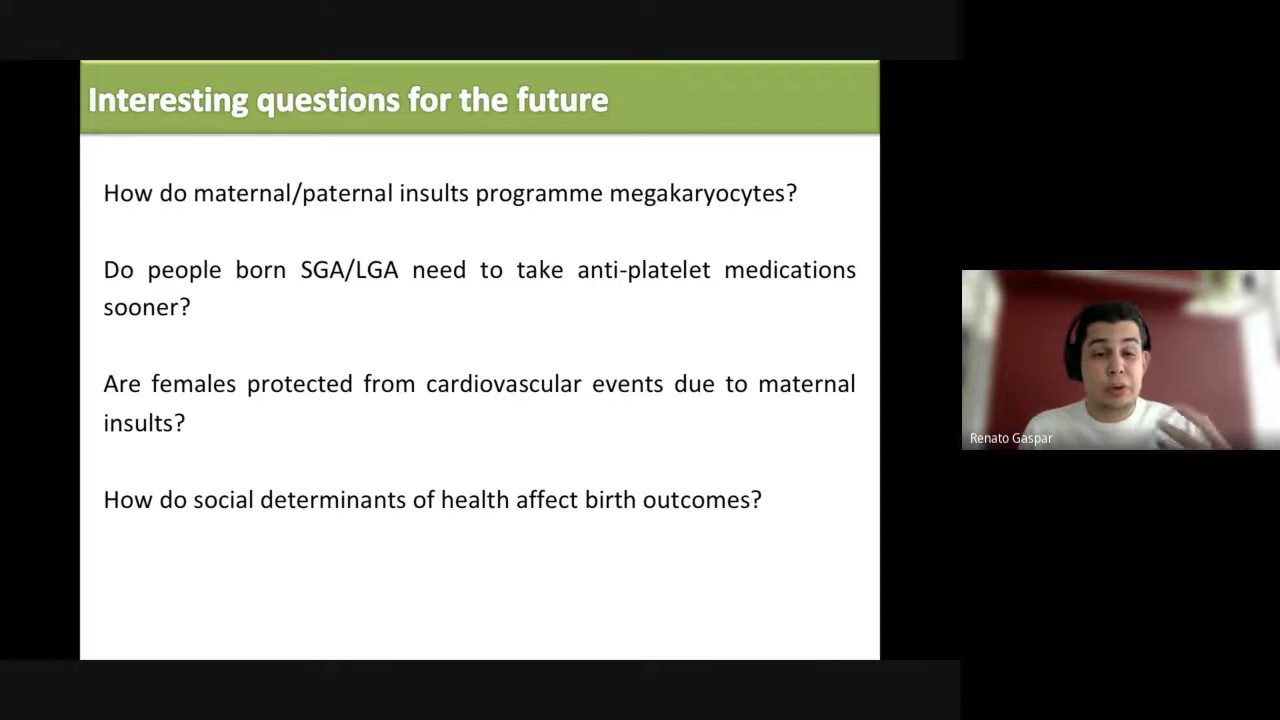 Interesting questions for the future
How do maternal/paternal insults programme megakaryocytes?
Do people born SGA/LGA need to take anti-platelet medications
sooner?
Are females protected from cardiovascular events due to maternal
insults?
How do social determinants of health affect birth outcomes?
Renato Gaspar